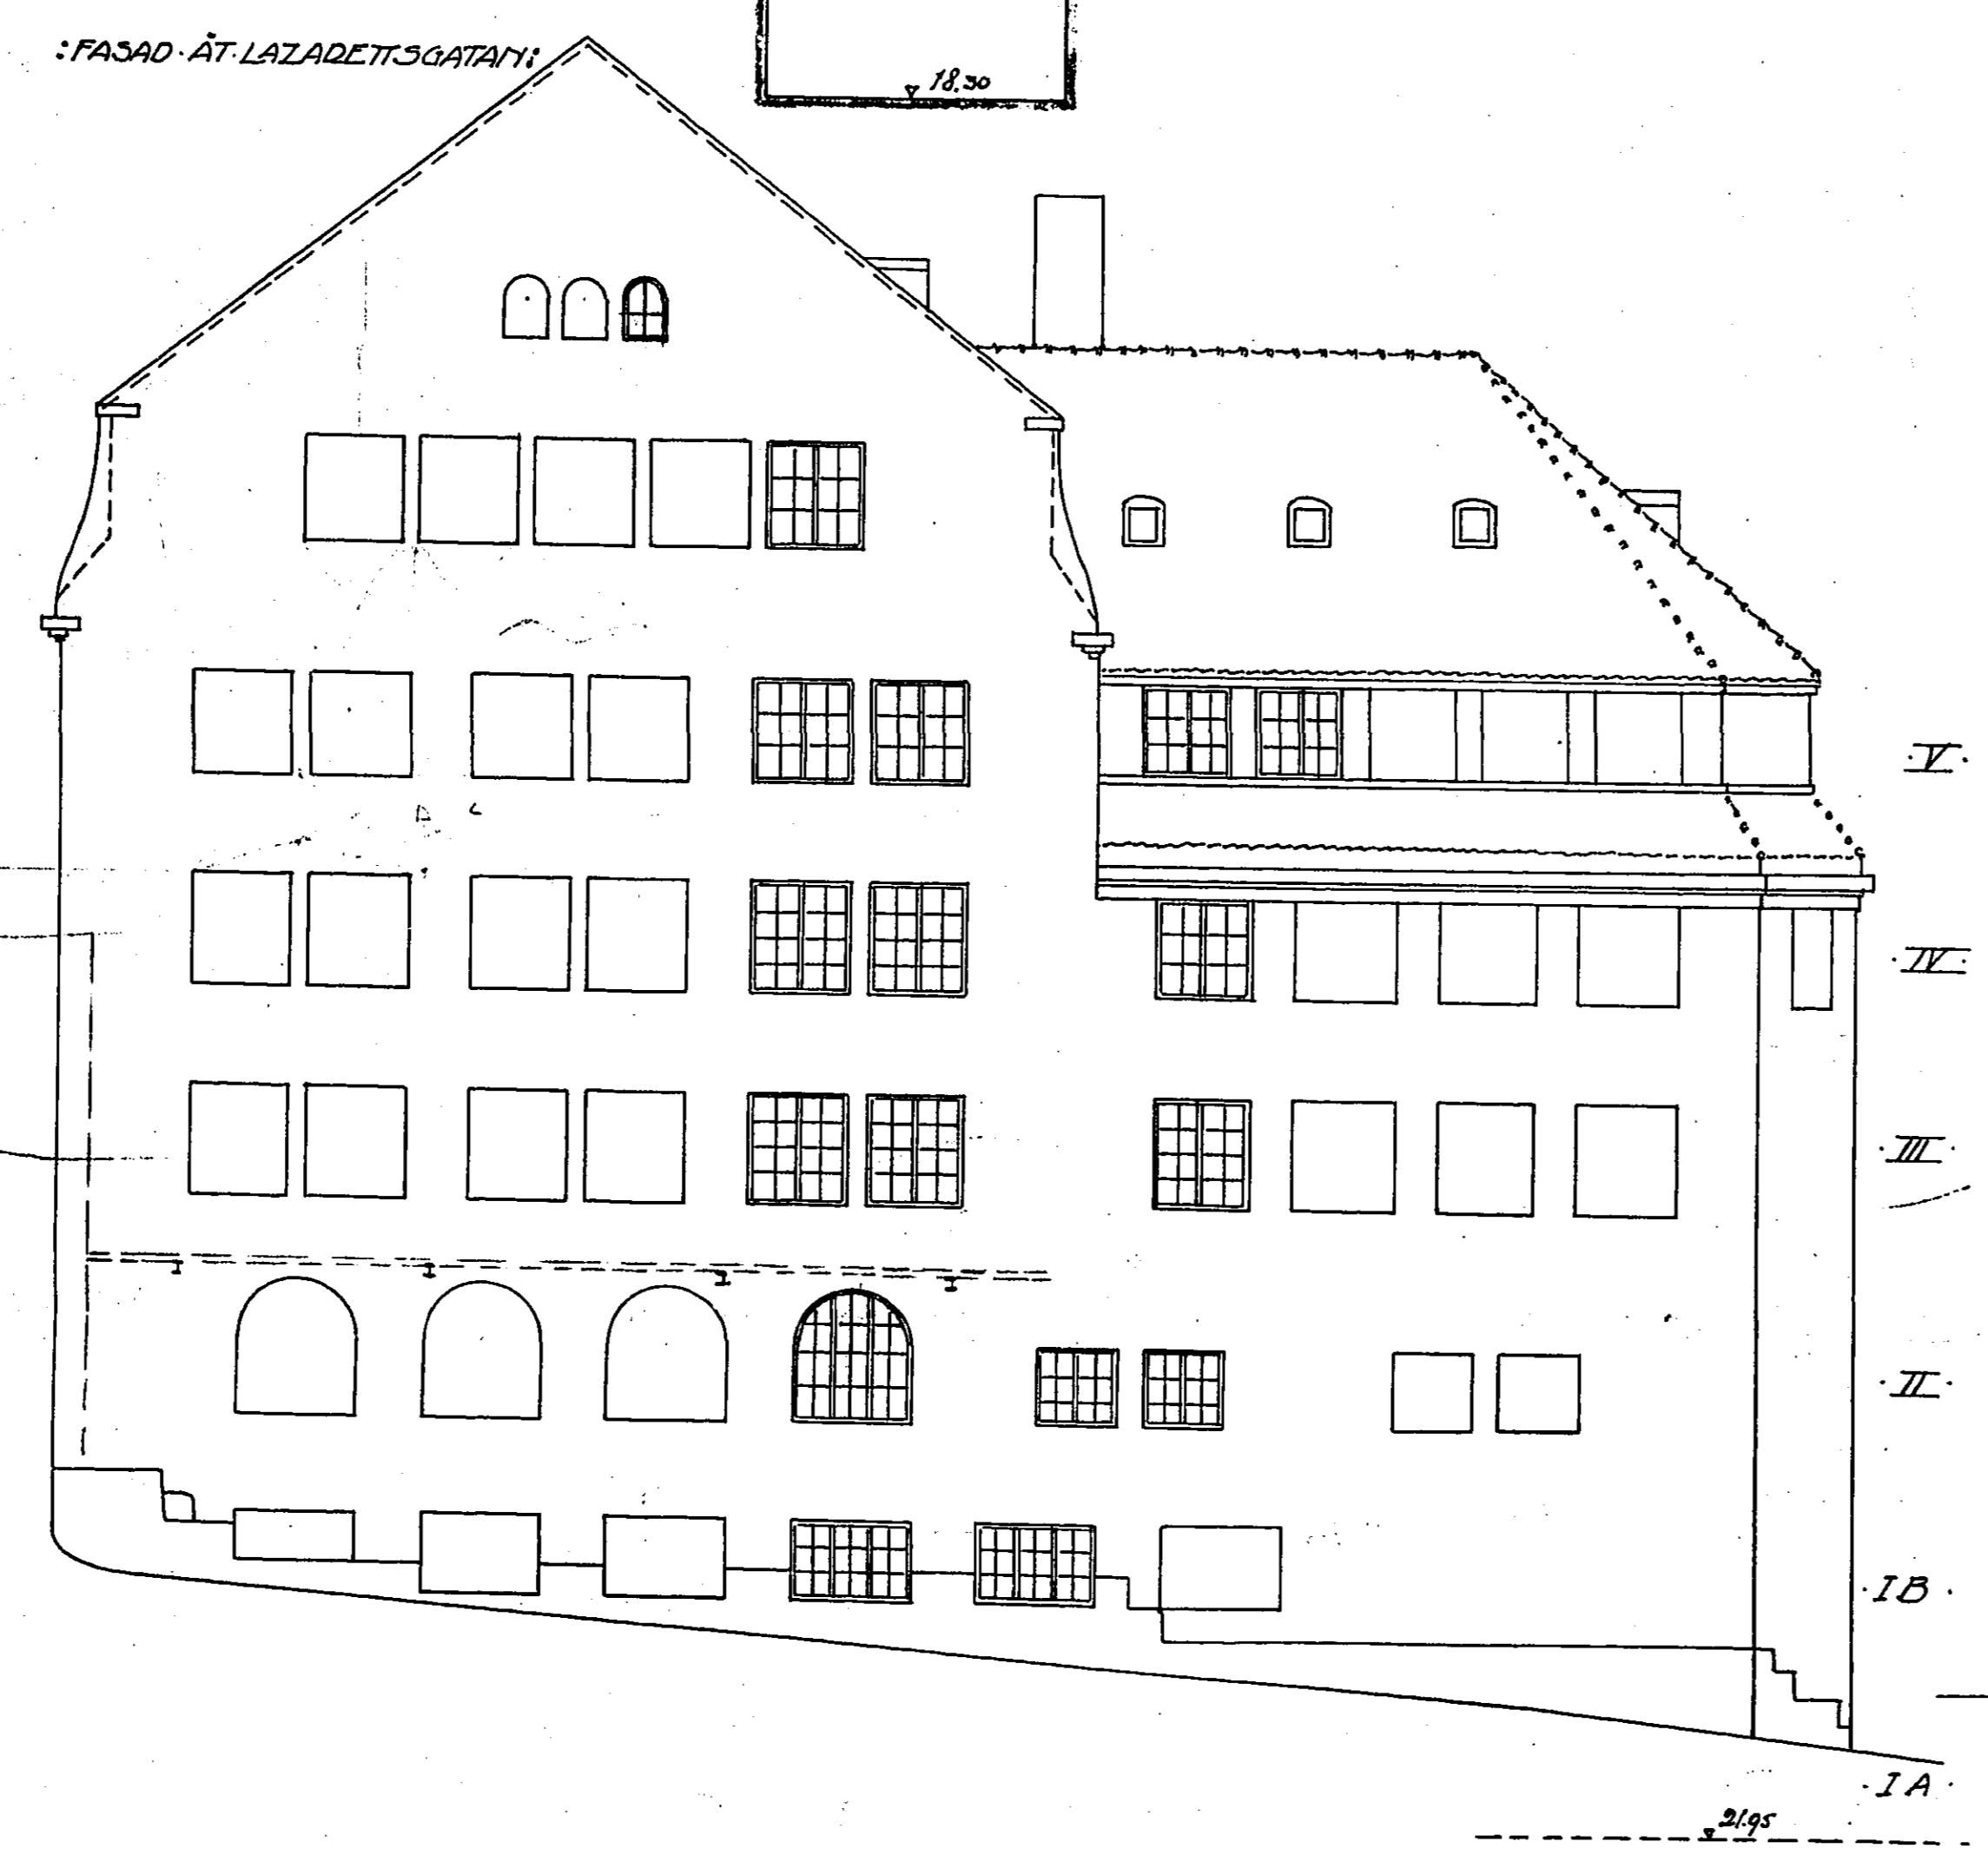 :FASAD·ÅT·LAZARETTSGATAN:
18.30
·V·
·IV·
·III·
·II·
·IB·
·IA·
21.95